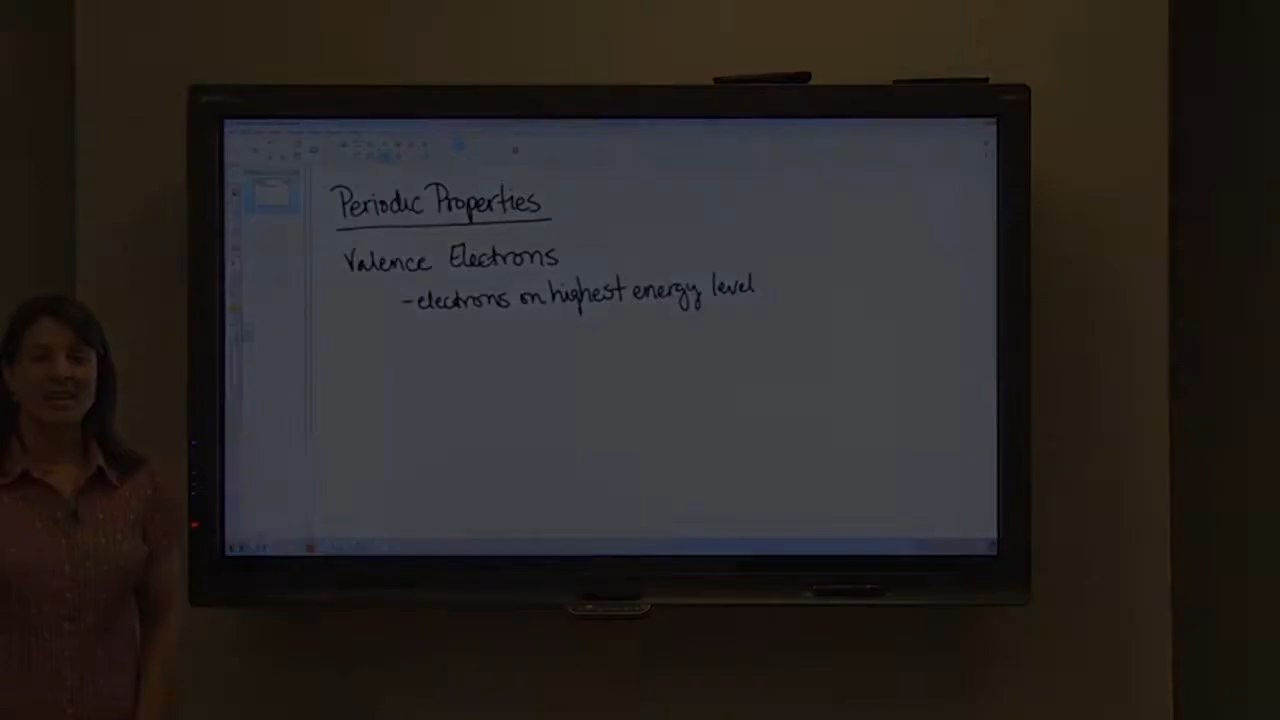 Periodic Properties
Valence Electrons
-electrons on highest energy level